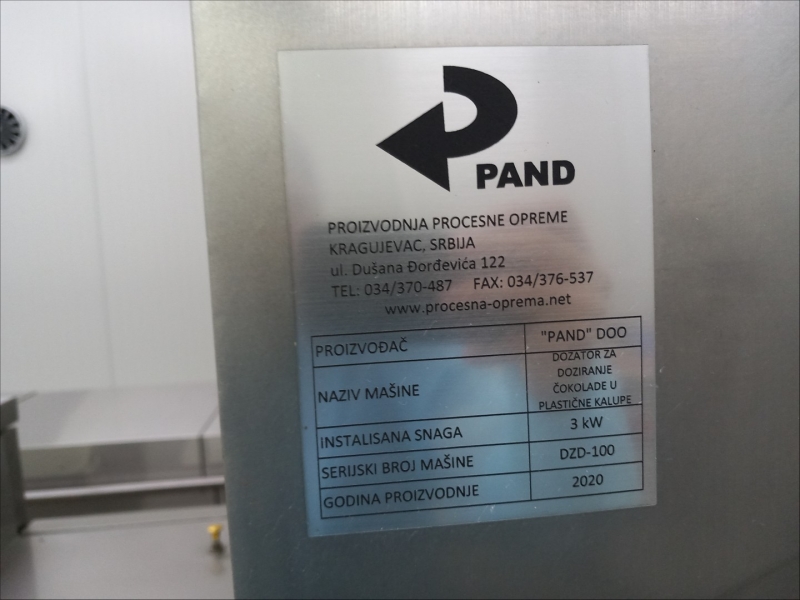 PAND
PROIZVODNJA PROCESNE OPREME
KRAGUJEVAC, SRBIJA
ul. Dušana Đorđevića 122
TEL: 034/370-487 FAX: 034/376-537
www.procesna-oprema.net
PROIZVOĐAČ "PAND" DOO
NAZIV MAŠINE DOZATOR ZA
DOZIRANJE
ČOKOLADE U
PLASTIČNE KALUPE
INSTALISANA SNAGA 3 kW
SERIJSKI BROJ MAŠINE DZD-100
GODINA PROIZVODNJE 2020